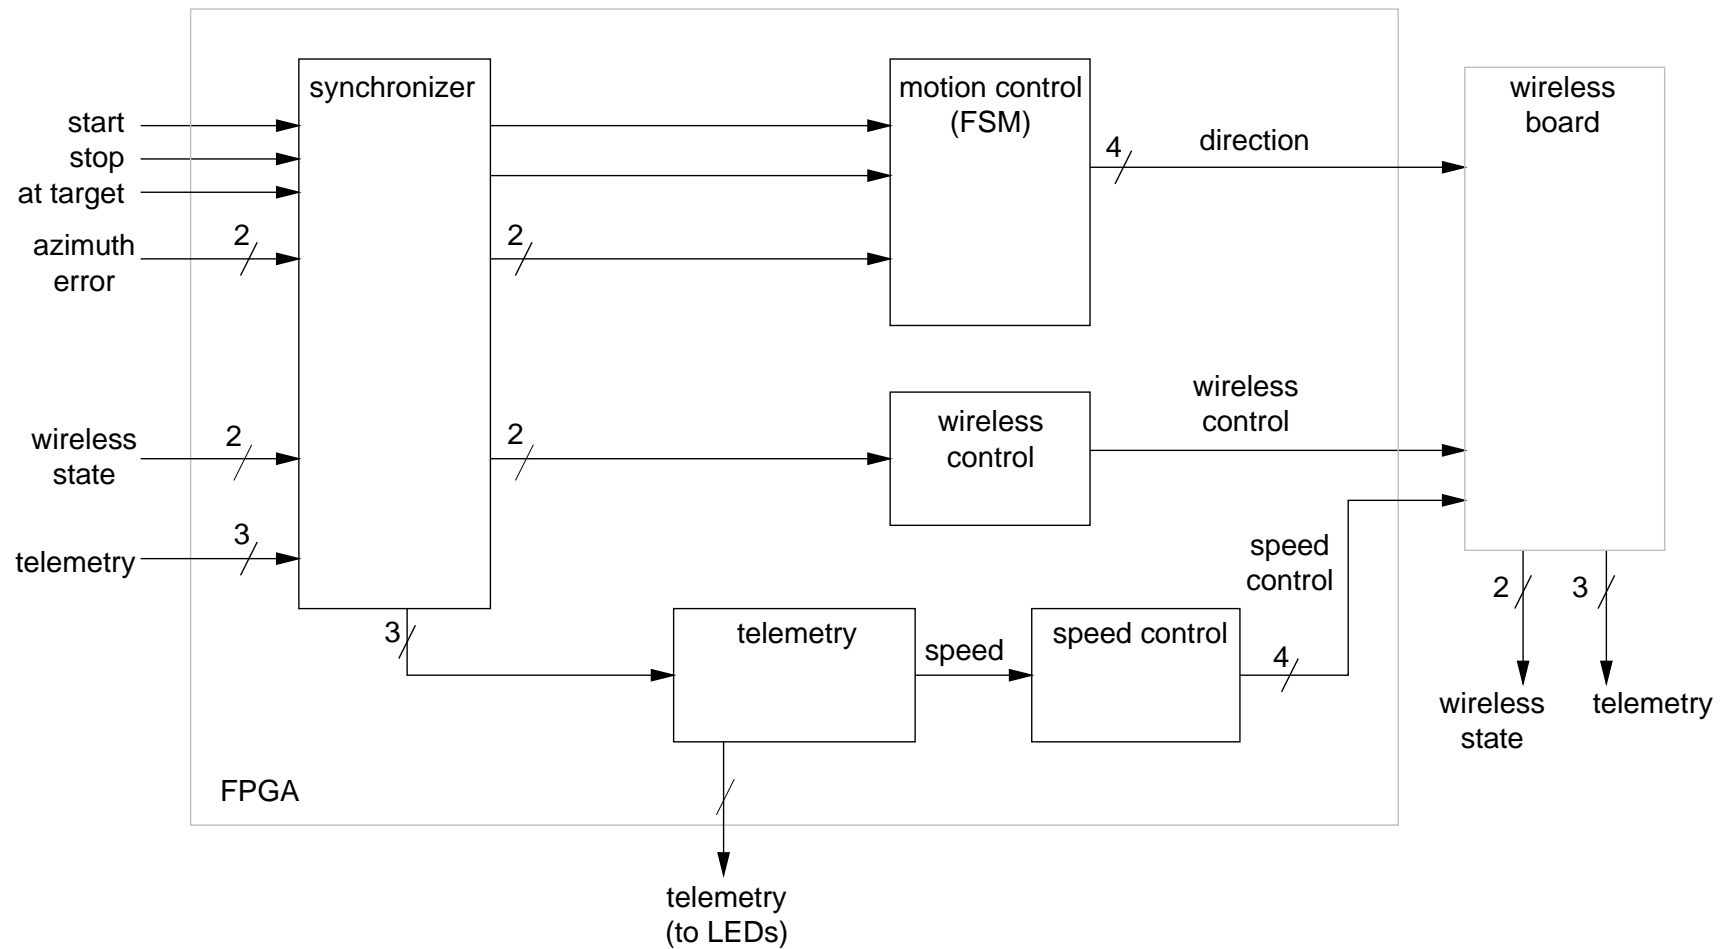 synchronizer
motion control
(FSM)
wireless
board
start
stop
at target
azimuth
error
2
2
4
direction
wireless
state
2
2
wireless
control
wireless
control
telemetry
3
speed
control
3
telemetry
speed
speed control
4
2
3
wireless
state
telemetry
FPGA
telemetry
(to LEDs)